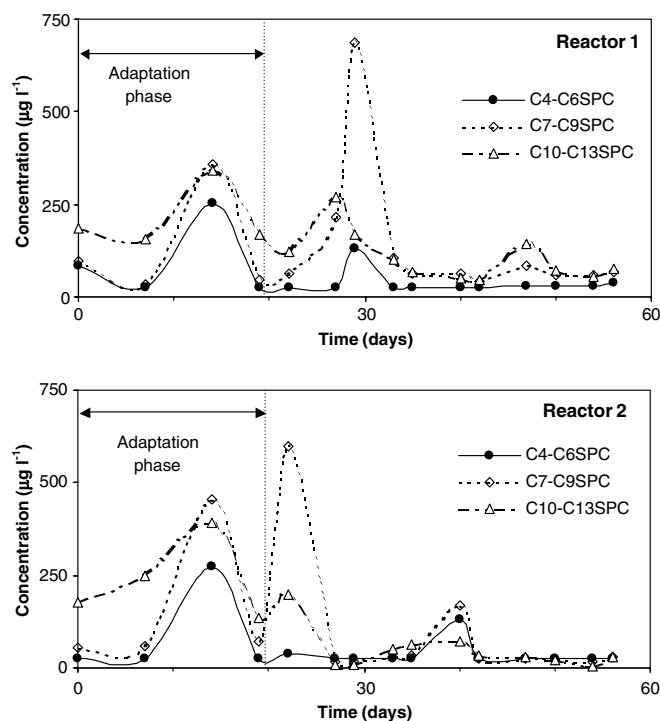 750
500
250
0
Concentration (µg l⁻¹)
Adaptation
phase
Reactor 1
C4-C6SPC
C7-C9SPC
C10-C13SPC
0
30
60
Time (days)
750
500
250
0
Concentration (µg l⁻¹)
Adaptation
phase
Reactor 2
C4-C6SPC
C7-C9SPC
C10-C13SPC
0
30
60
Time (days)